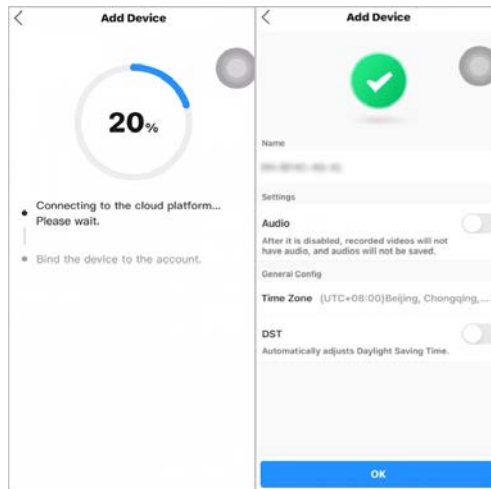 Add Device
20%
Connecting to the cloud platform...
Please wait.
Bind the device to the account.
Add Device
Name
Settings
Audio
After it is disabled, recorded videos will not
have audio, and audios will not be saved.
General Config
Time Zone (UTC+08:00)Beijing, Chongqing,...
DST
Automatically adjusts Daylight Saving Time.
OK